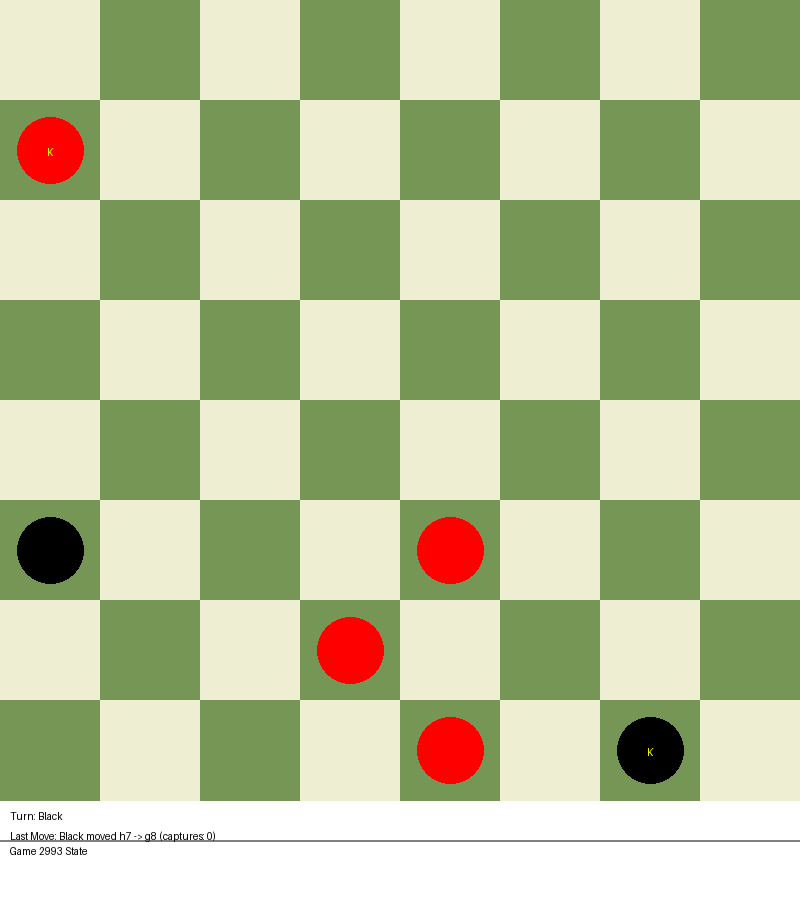 K
K
Turn: Black
Last Move: Black moved h7 -> g8 (captures: 0)
Game 2993 State